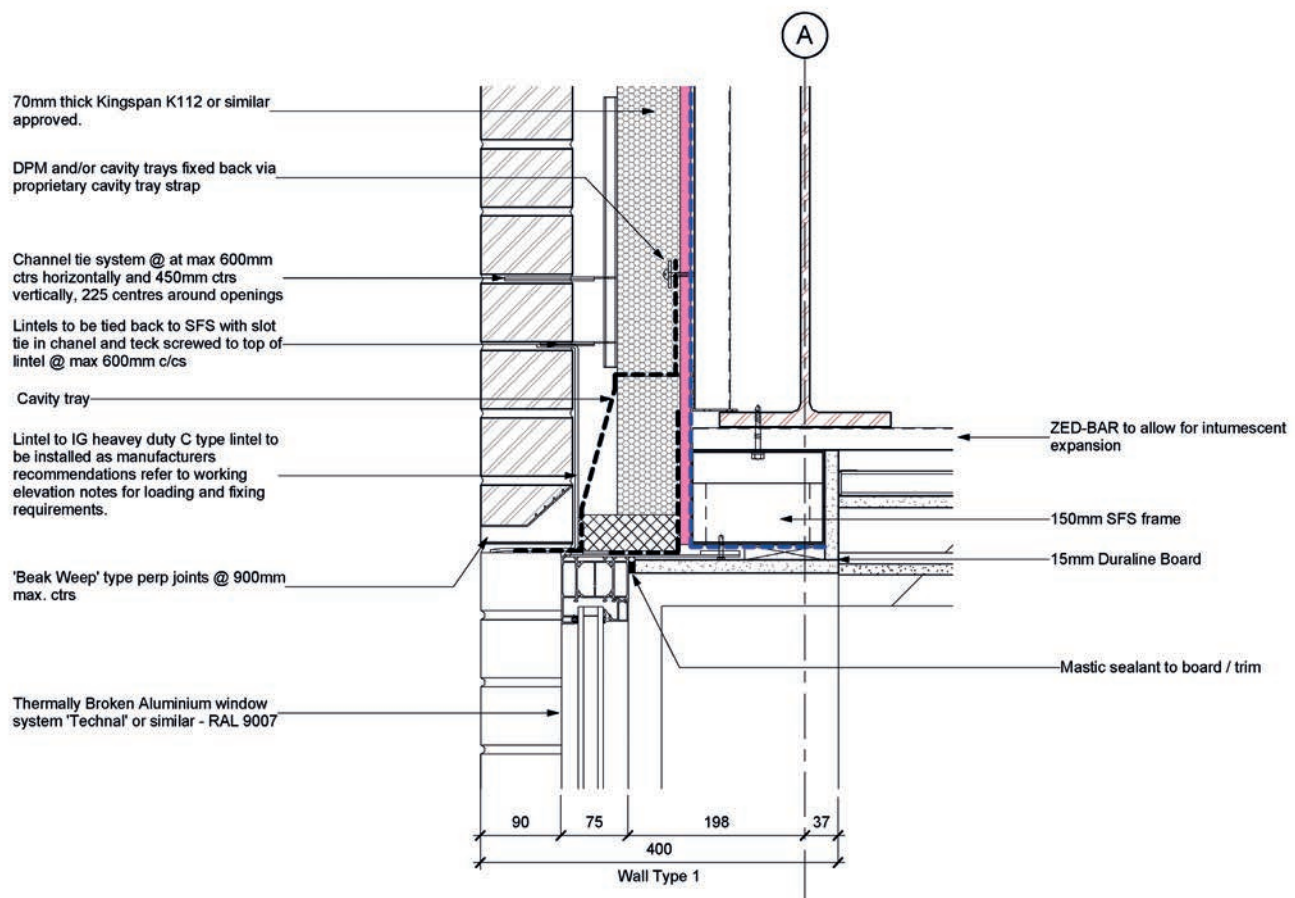 A
70mm thick Kingspan K112 or similar
approved.
DPM and/or cavity trays fixed back via
proprietary cavity tray strap
Channel tie system @ at max 600mm
ctrs horizontally and 450mm ctrs
vertically, 225 centres around openings
Lintels to be tied back to SFS with slot
tie in chanel and teck screwed to top of
lintel @ max 600mm c/cs
Cavity tray
Lintel to IG heavey duty C type lintel to
be installed as manufacturers
recommendations refer to working
elevation notes for loading and fixing
requirements.
'Beak Weep' type perp joints @ 900mm
max. ctrs
Thermally Broken Aluminium window
system 'Technal' or similar - RAL 9007
ZED-BAR to allow for intumescent
expansion
150mm SFS frame
15mm Duraline Board
Mastic sealant to board / trim
90 75 198 37
400
Wall Type 1